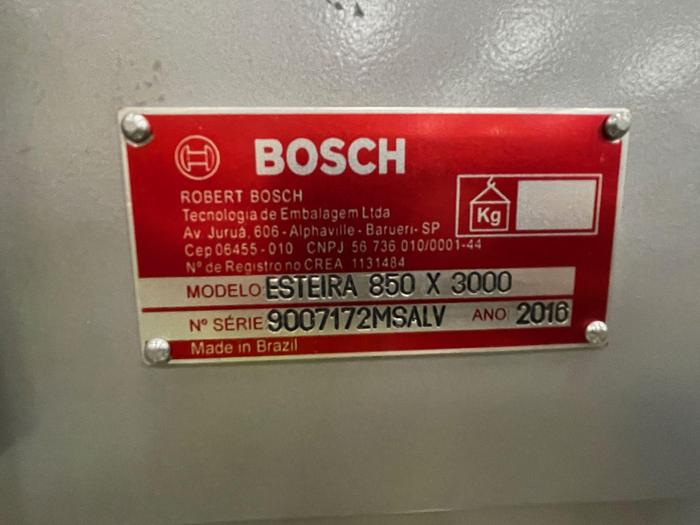 BOSCH
ROBERT BOSCH
Tecnologia de Embalagem Ltda
Av. Juruá, 606 - Alphaville - Barueri- SP
Cep 06455-010 CNPJ 56 736 010/0001-44
Nº de Registro no CREA 1131484
Kg
MODELO ESTEIRA 850 X 3000
Nº SÉRIE 9007172MSALV ANO 2016
Made in Brazil